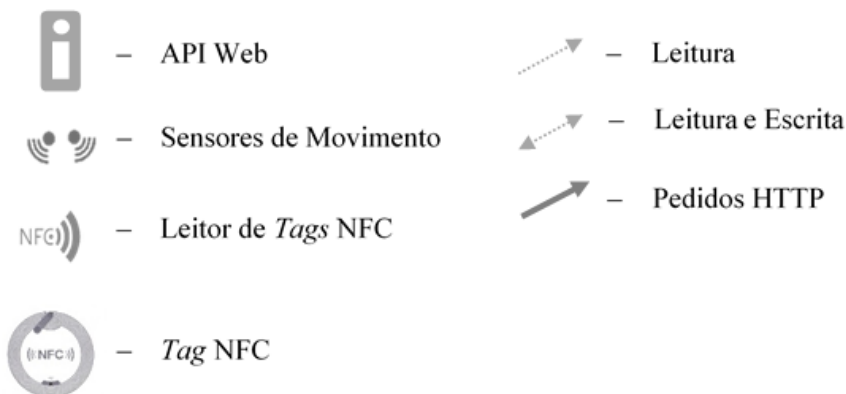 – API Web
– Sensores de Movimento
NFC – Leitor de Tags NFC
NFC – Tag NFC
– Leitura
– Leitura e Escrita
– Pedidos HTTP